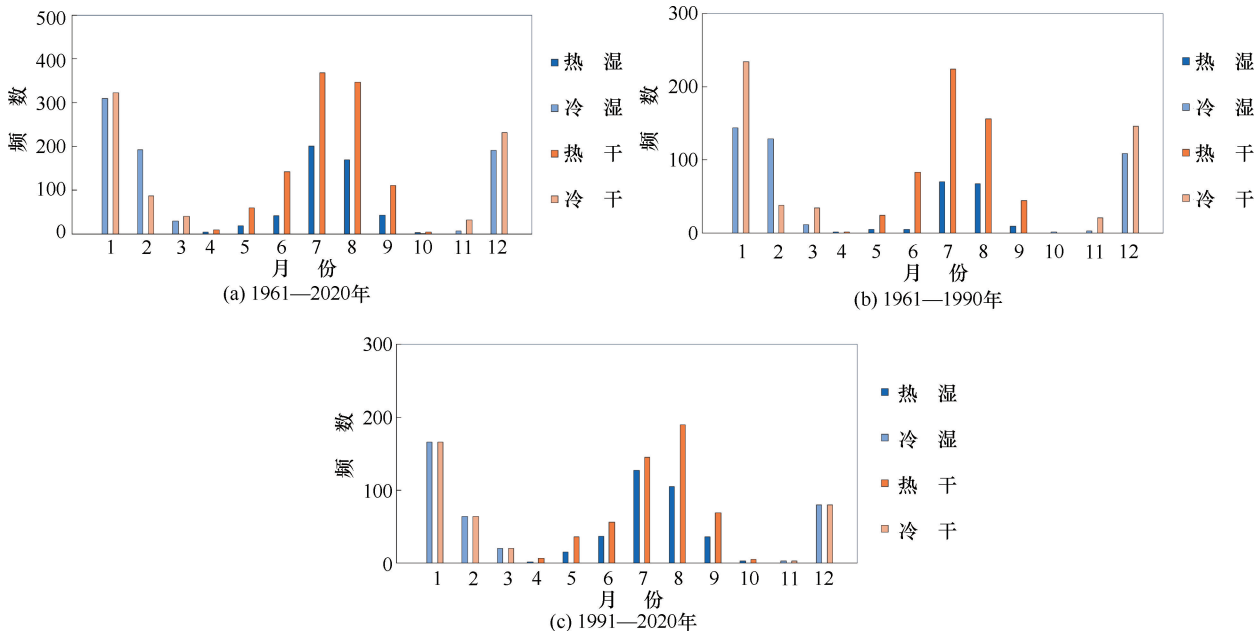 500
400
300
200
100
0
频 数
1 2 3 4 5 6 7 8 9 10 11 12
月 份
(a) 1961—2020年
热 湿
冷 湿
热 干
冷 干
300
200
100
0
频 数
1 2 3 4 5 6 7 8 9 10 11 12
月 份
(b) 1961—1990年
热 湿
冷 湿
热 干
冷 干
300
200
100
0
频 数
1 2 3 4 5 6 7 8 9 10 11 12
月 份
(c) 1991—2020年
热 湿
冷 湿
热 干
冷 干